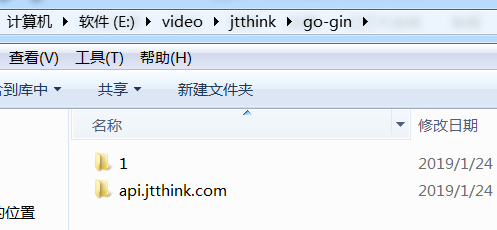 计算机 ▸ 软件 (E:) ▸ video ▸ jtthink ▸ go-gin ▸
查看(V) 工具(T) 帮助(H)
含到库中 共享 新建文件夹
名称 修改日期
1 2019/1/24
api.jtthink.com 2019/1/24
的位置